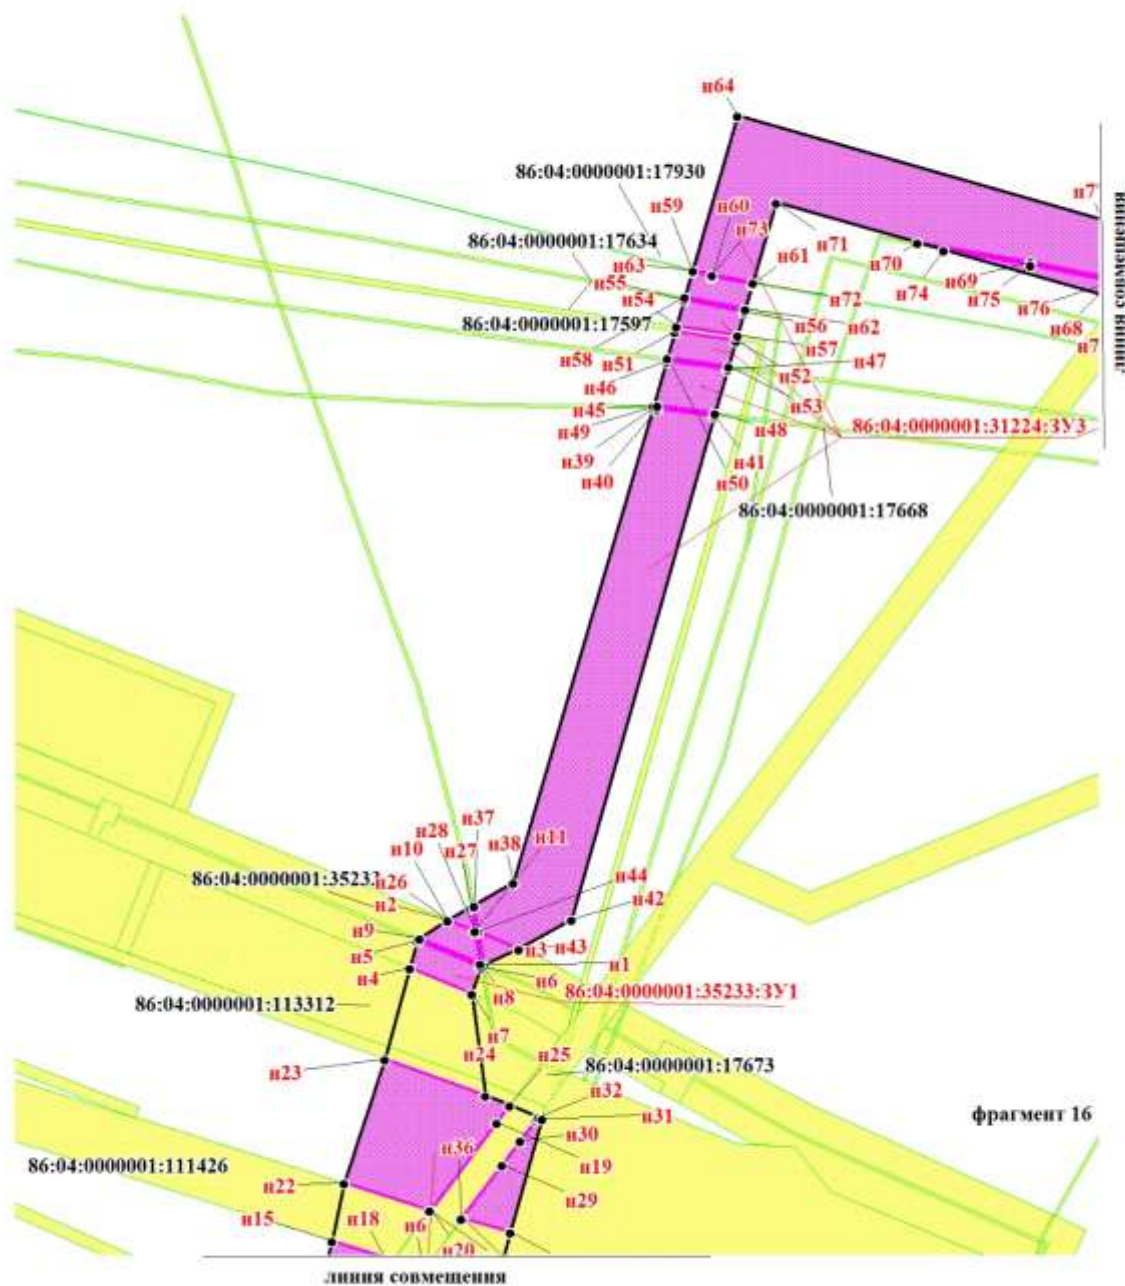 н64
86:04:0000001:17930
н7
н59
н60
н73
86:04:0000001:17634
н63
н61
н71
н70
н55
н54
н74
н69
н75
н72
н76
86:04:0000001:17597
н56
н62
н68
н58
н51
н57
н47
н7
линия совмещения
н46
н52
н45
н53
н49
н48
86:04:0000001:31224:ЗУ3
н39
н41
н40
н50
86:04:0000001:17668
н37
н28
н38
н11
н27
н10
н44
н26
н2
н42
н9
н3
н43
н5
н1
н4
н6
н8
86:04:0000001:35233:ЗУ1
86:04:0000001:113312
н7
н24
н25
86:04:0000001:17673
н23
н32
н31
фрагмент 16
н30
н36
н19
86:04:0000001:111426
н29
н22
н18
н15
н6
н20
линия совмещения